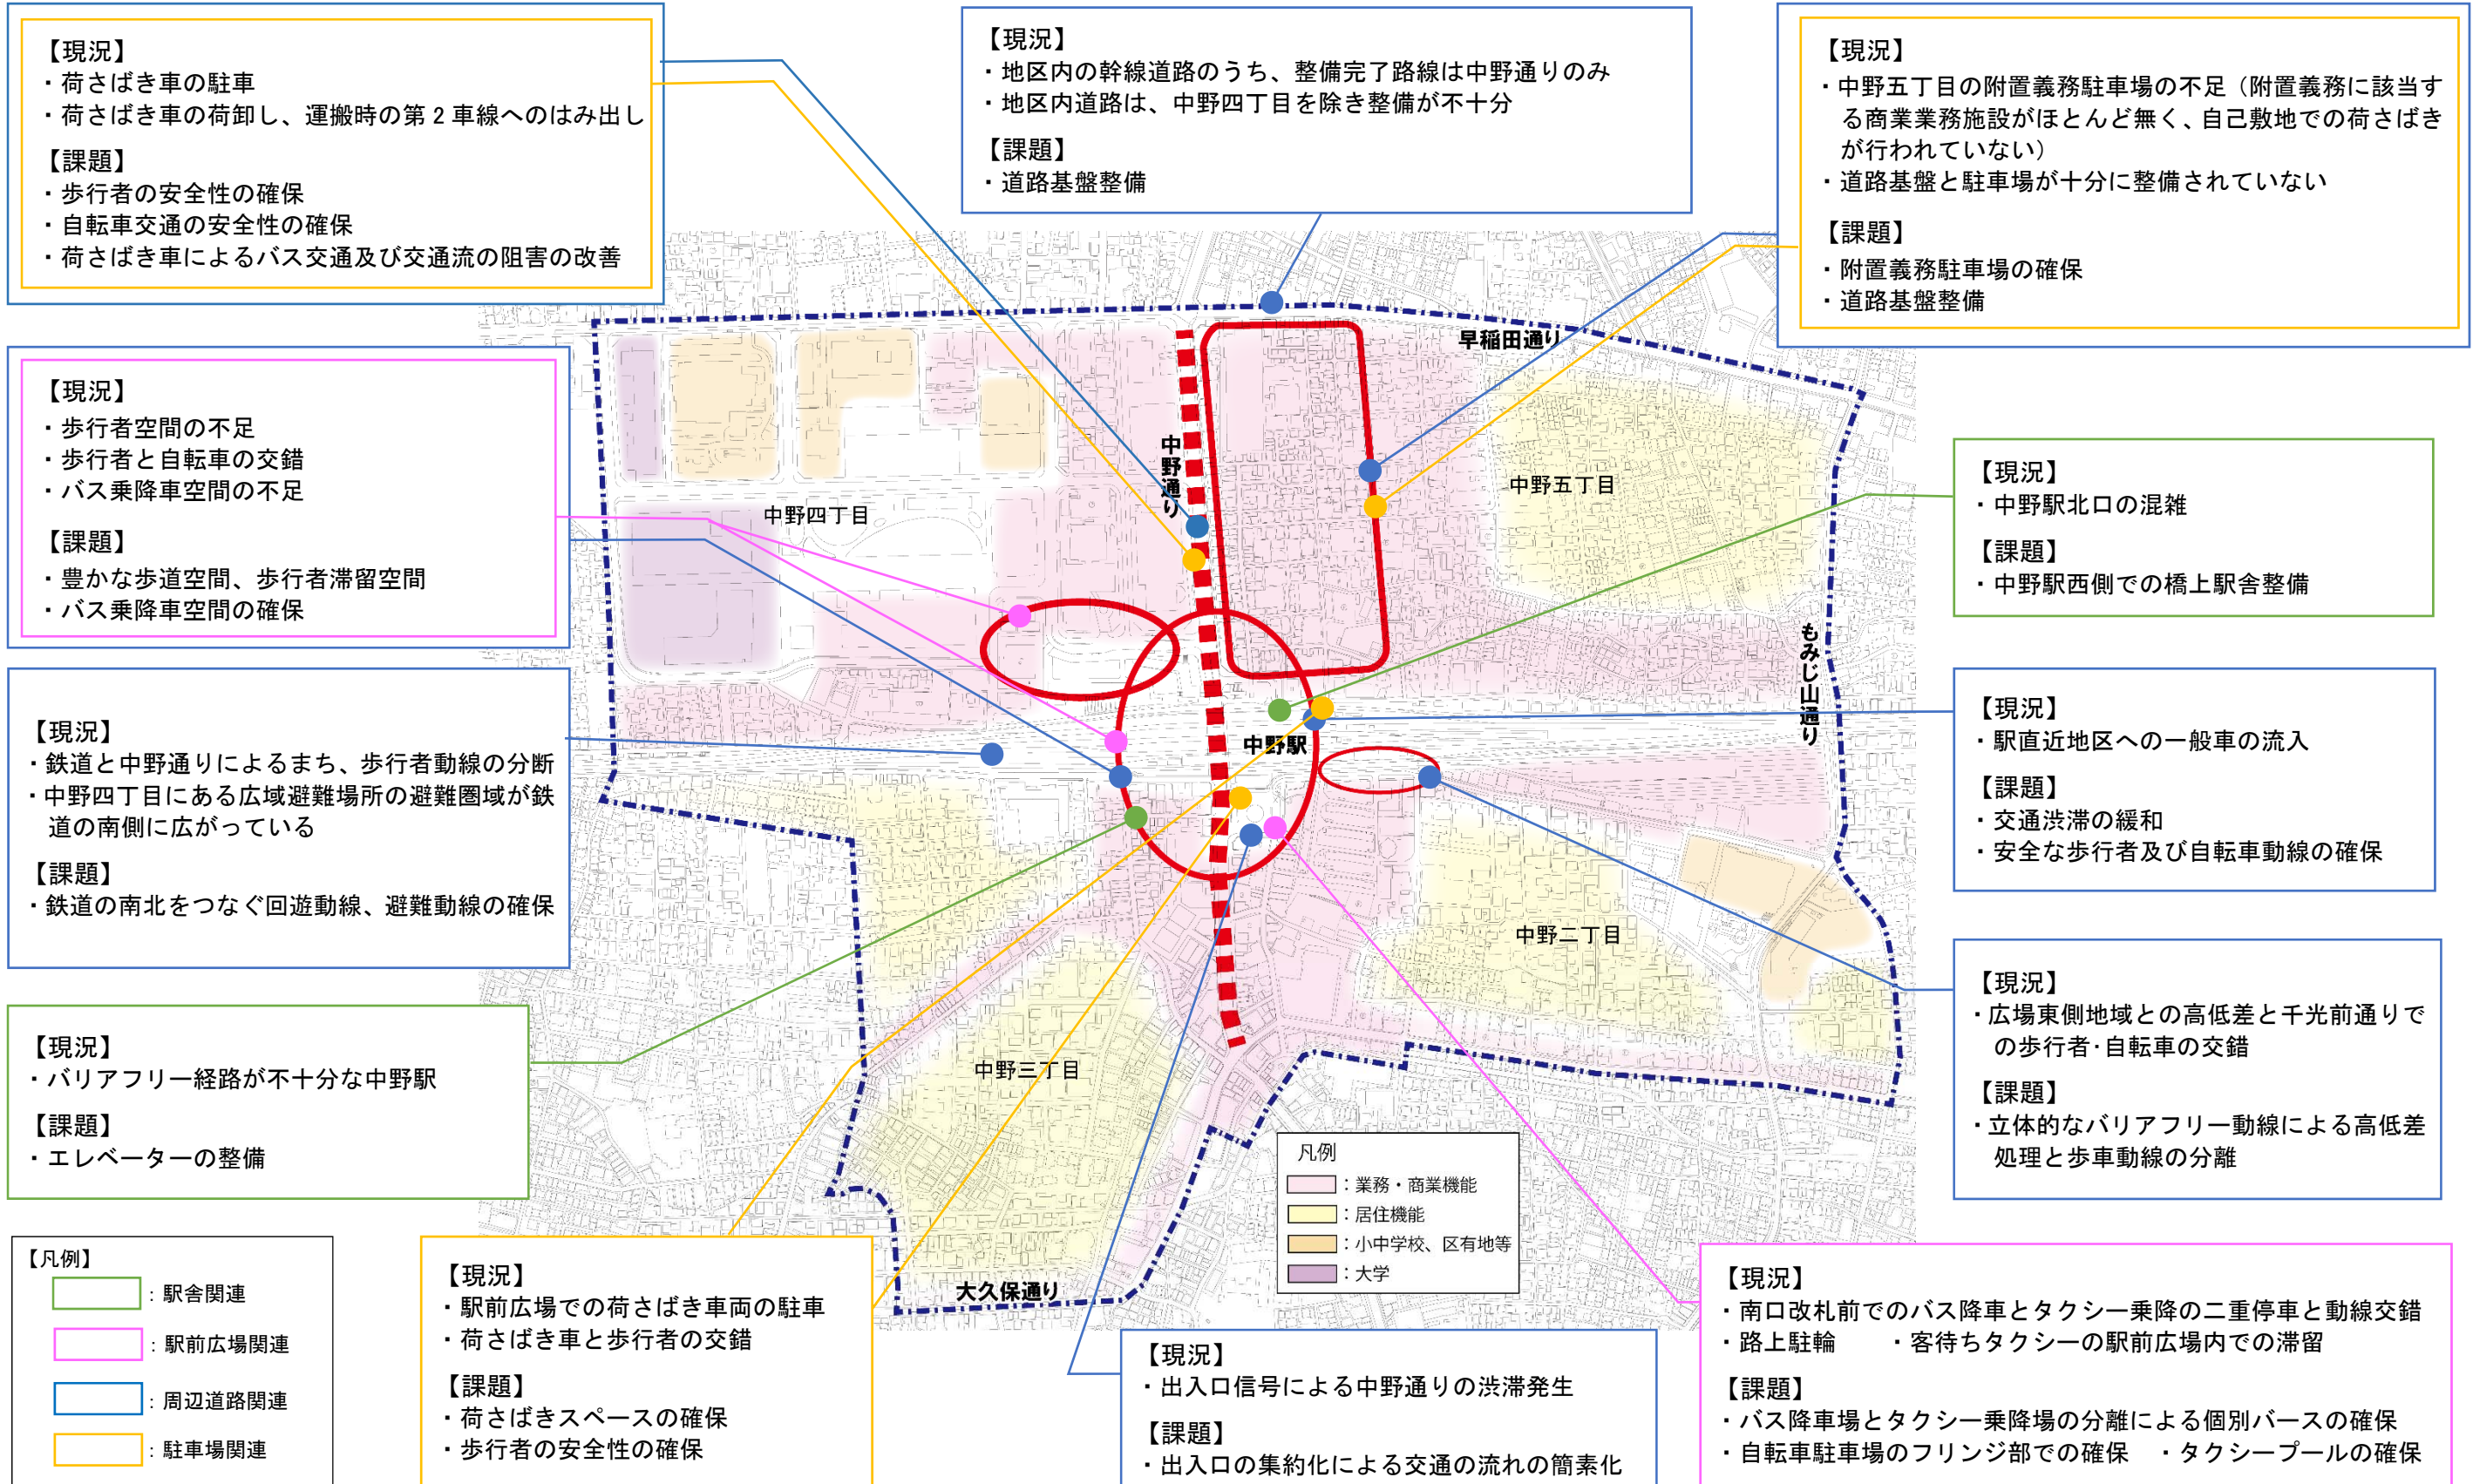 【現況】
・荷さばき車の駐車
・荷さばき車の荷卸し、運搬時の第2車線へのはみ出し
【課題】
・歩行者の安全性の確保
・自転車交通の安全性の確保
・荷さばき車によるバス交通及び交通流の阻害の改善
【現況】
・地区内の幹線道路のうち、整備完了路線は中野通りのみ
・地区内道路は、中野四丁目を除き整備が不十分
【課題】
・道路基盤整備
【現況】
・中野五丁目の附置義務駐車場の不足（附置義務に該当す
る商業業務施設がほとんど無く、自己敷地での荷さばき
が行われていない）
・道路基盤と駐車場が十分に整備されていない
【課題】
・附置義務駐車場の確保
・道路基盤整備
【現況】
・歩行者空間の不足
・歩行者と自転車の交錯
・バス乗降車空間の不足
【課題】
・豊かな歩道空間、歩行者滞留空間
・バス乗降車空間の確保
【現況】
・鉄道と中野通りによるまち、歩行者動線の分断
・中野四丁目にある広域避難場所の避難圏域が鉄
道の南側に広がっている
【課題】
・鉄道の南北をつなぐ回遊動線、避難動線の確保
【現況】
・バリアフリー経路が不十分な中野駅
【課題】
・エレベーターの整備
早稲田通り
中野通り
中野五丁目
中野四丁目
もみじ山通り
中野駅
中野二丁目
中野三丁目
大久保通り
【現況】
・中野駅北口の混雑
【課題】
・中野駅西側での橋上駅舎整備
【現況】
・駅直近地区への一般車の流入
【課題】
・交通渋滞の緩和
・安全な歩行者及び自転車動線の確保
【現況】
・広場東側地域との高低差と千光前通りで
の歩行者・自転車の交錯
【課題】
・立体的なバリアフリー動線による高低差
処理と歩車動線の分離
凡例
：業務・商業機能
：居住機能
：小中学校、区有地等
：大学
【凡例】
：駅舎関連
：駅前広場関連
：周辺道路関連
：駐車場関連
【現況】
・駅前広場での荷さばき車両の駐車
・荷さばき車と歩行者の交錯
【課題】
・荷さばきスペースの確保
・歩行者の安全性の確保
【現況】
・出入口信号による中野通りの渋滞発生
【課題】
・出入口の集約化による交通の流れの簡素化
【現況】
・南口改札前でのバス降車とタクシー乗降の二重停車と動線交錯
・路上駐輪　　・客待ちタクシーの駅前広場内での滞留
【課題】
・バス降車場とタクシー乗降場の分離による個別バースの確保
・自転車駐車場のフリンジ部での確保　・タクシープールの確保